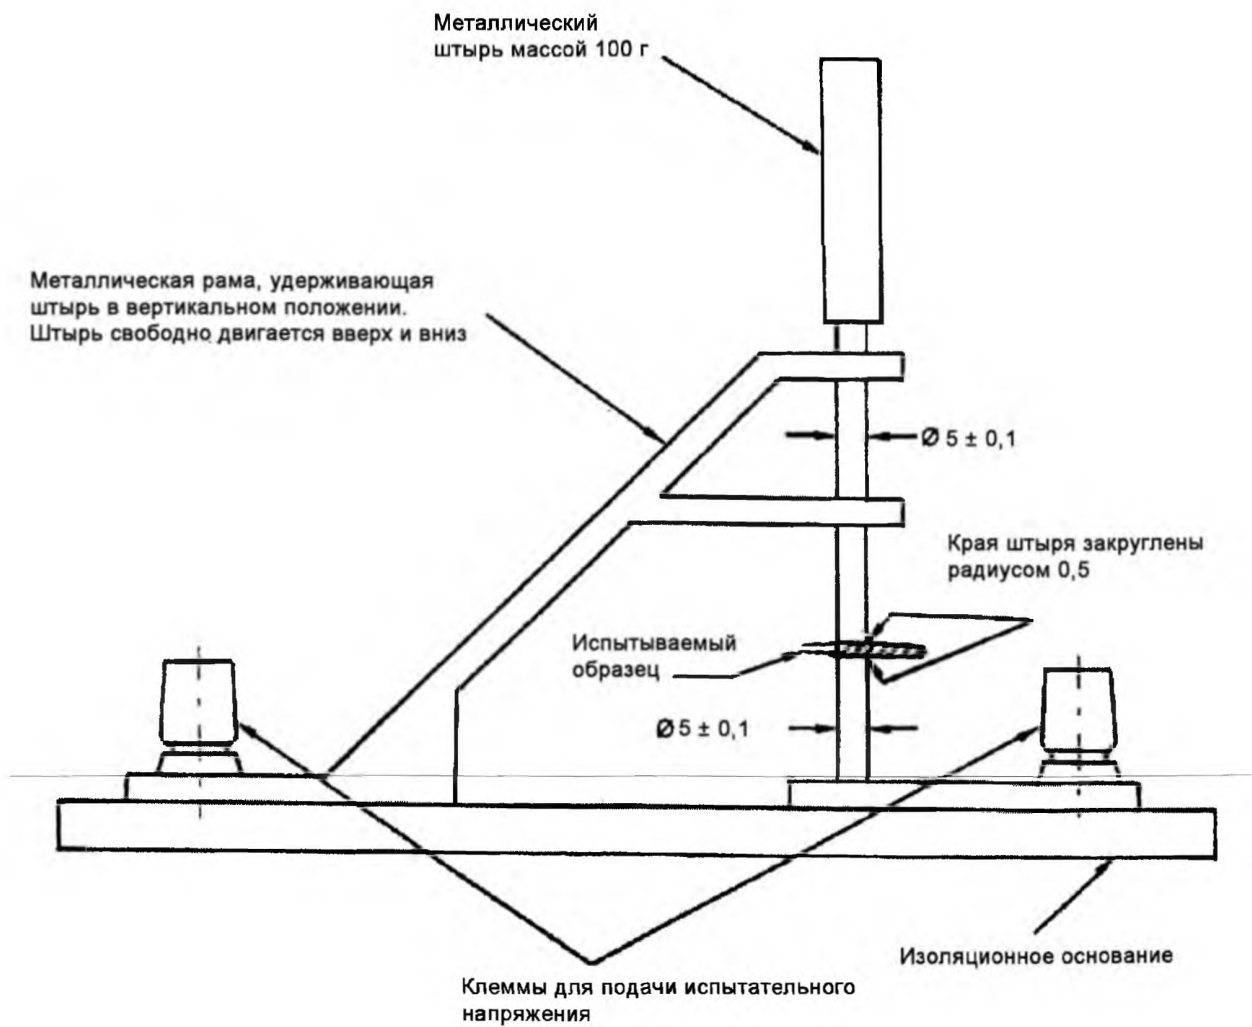 Металлический
штырь массой 100 г
Металлическая рама, удерживающая
штырь в вертикальном положении.
Штырь свободно двигается вверх и вниз
Ø 5 ± 0,1
Края штыря закруглены
радиусом 0,5
Испытываемый
образец
Ø 5 ± 0,1
Изоляционное основание
Клеммы для подачи испытательного
напряжения